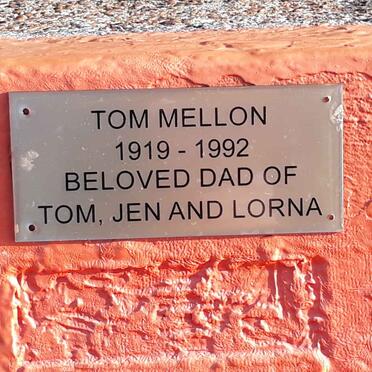 TOM MELLON
1919 - 1992
BELOVED DAD OF
TOM, JEN AND LORNA